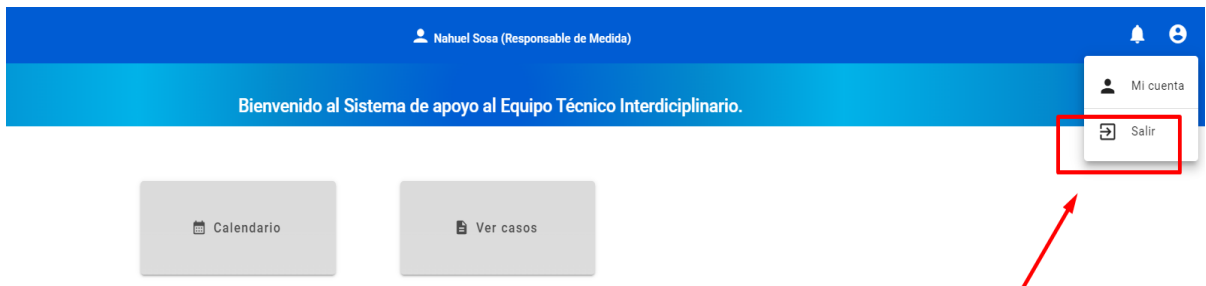 Nahuel Sosa (Responsable de Medida)
Mi cuenta
Bienvenido al Sistema de apoyo al Equipo Técnico Interdiciplinario.
Salir
Calendario
Ver casos